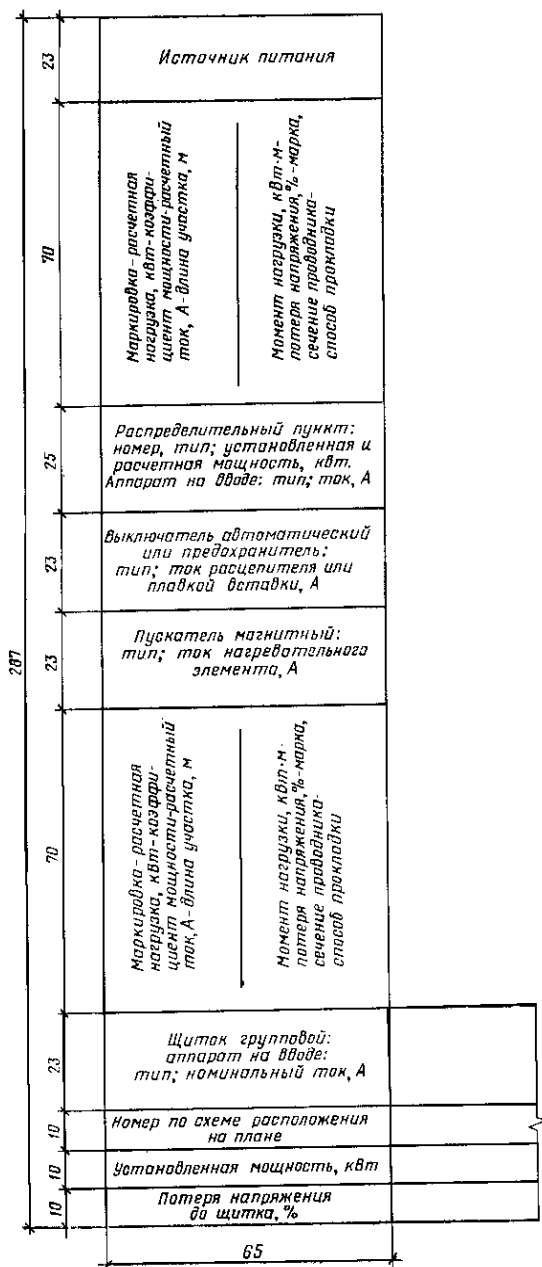 23
Источник питания
70
Маркировка-расчетная
нагрузка, кВт-коэффи-
циент мощности-расчетный
ток, А-длина участка, м
Момент нагрузки, кВт·м-
потеря напряжения,%-марка,
сечение проводника-
способ прокладки
25
Распределительный пункт:
номер, тип; установленная и
расчетная мощность, квт.
Аппарат на вводе: тип; ток, А
23
Выключатель автоматический
или предохранитель:
тип; ток расцепителя или
плавкой вставки, А
287
23
Пускатель магнитный:
тип; ток нагревательного
элемента, А
70
Маркировка-расчетная
нагрузка, кВт-коэффи-
циент мощности-расчетный
ток, А-длина участка, м
Момент нагрузки, кВт·м-
потеря напряжения,%-марка,
сечение проводника-
способ прокладки
23
Щиток групповой:
аппарат на вводе:
тип; номинальный ток, А
10
Номер по схеме расположения
на плане
10
Установленная мощность, квт
10
Потеря напряжения
до щитка, %
65